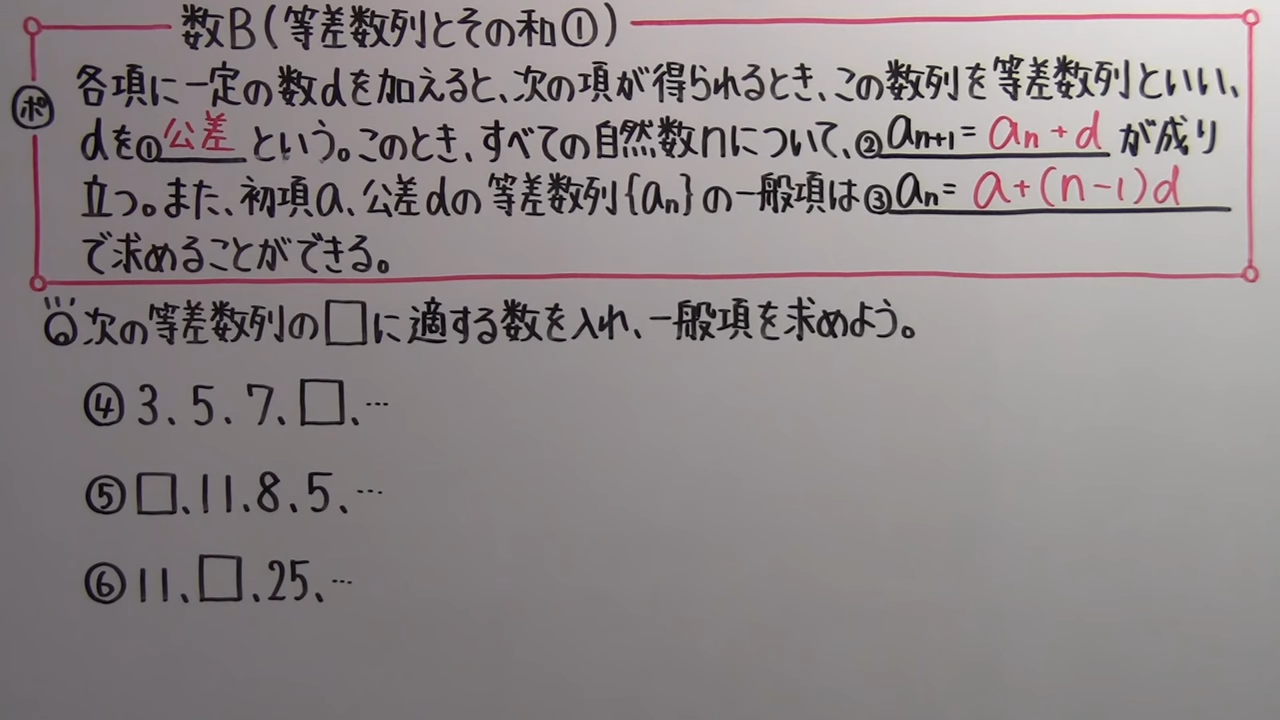 数B(等差数列とその和①)
ポ
各項に一定の数dを加えると、次の項が得られるとき、この数列を等差数列といい、
dを①公差という。このとき、すべての自然数nについて、②an+1=an+dが成り
立つ。また、初項a、公差dの等差数列{an}の一般項は③an=a+(n-1)d
で求めることができる。
次の等差数列の□に適する数を入れ、一般項を求めよう。
④3、5、7、□、…
⑤□、11、8、5、…
⑥11、□、25、…